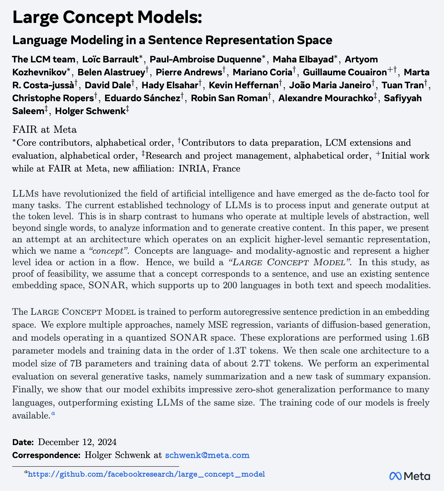 Large Concept Models:
Language Modeling in a Sentence Representation Space
The LCM team, Loïc Barrault*, Paul-Ambroise Duquenne*, Maha Elbayad*, Artyom
Kozhevnikov*, Belen Alastruey†, Pierre Andrews†, Mariano Coria†, Guillaume Couairon+†, Marta
R. Costa-jussà†, David Dale†, Hady Elsahar†, Kevin Heffernan†, João Maria Janeiro†, Tuan Tran†,
Christophe Ropers†, Eduardo Sánchez†, Robin San Roman†, Alexandre Mourachko‡, Safiyyah
Saleem‡, Holger Schwenk‡
FAIR at Meta
*Core contributors, alphabetical order, †Contributors to data preparation, LCM extensions and
evaluation, alphabetical order, ‡Research and project management, alphabetical order, +Initial work
while at FAIR at Meta, new affiliation: INRIA, France
LLMs have revolutionized the field of artificial intelligence and have emerged as the de-facto tool for
many tasks. The current established technology of LLMs is to process input and generate output at
the token level. This is in sharp contrast to humans who operate at multiple levels of abstraction, well
beyond single words, to analyze information and to generate creative content. In this paper, we present
an attempt at an architecture which operates on an explicit higher-level semantic representation,
which we name a “concept”. Concepts are language- and modality-agnostic and represent a higher
level idea or action in a flow. Hence, we build a “Large Concept Model”. In this study, as
proof of feasibility, we assume that a concept corresponds to a sentence, and use an existing sentence
embedding space, SONAR, which supports up to 200 languages in both text and speech modalities.
The Large Concept Model is trained to perform autoregressive sentence prediction in an embedding
space. We explore multiple approaches, namely MSE regression, variants of diffusion-based generation,
and models operating in a quantized SONAR space. These explorations are performed using 1.6B
parameter models and training data in the order of 1.3T tokens. We then scale one architecture to a
model size of 7B parameters and training data of about 2.7T tokens. We perform an experimental
evaluation on several generative tasks, namely summarization and a new task of summary expansion.
Finally, we show that our model exhibits impressive zero-shot generalization performance to many
languages, outperforming existing LLMs of the same size. The training code of our models is freely
available.a
Date: December 12, 2024
Correspondence: Holger Schwenk at schwenk@meta.com
ahttps://github.com/facebookresearch/large_concept_model
Meta